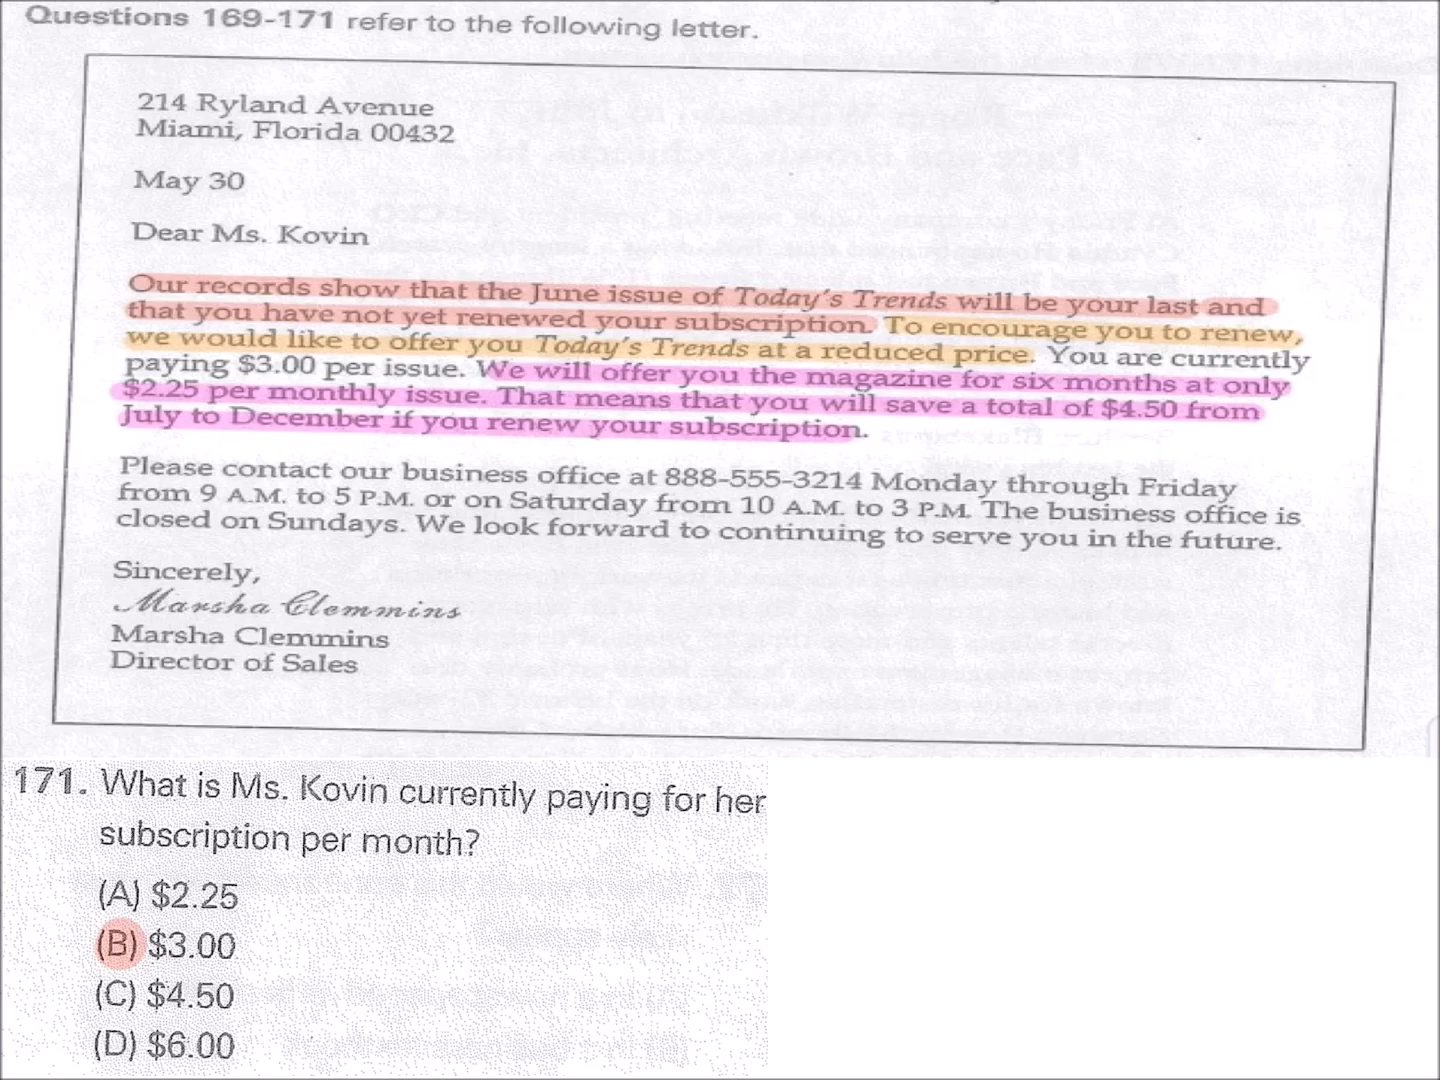 Questions 169-171 refer to the following letter.
214 Ryland Avenue
Miami, Florida 00432
May 30
Dear Ms. Kovin
Our records show that the June issue of Today's Trends will be your last and
that you have not yet renewed your subscription. To encourage you to renew,
we would like to offer you Today's Trends at a reduced price. You are currently
paying $3.00 per issue. We will offer you the magazine for six months at only
$2.25 per monthly issue. That means that you will save a total of $4.50 from
July to December if you renew your subscription.
Please contact our business office at 888-555-3214 Monday through Friday
from 9 A.M. to 5 P.M. or on Saturday from 10 A.M. to 3 P.M. The business office is
closed on Sundays. We look forward to continuing to serve you in the future.
Sincerely,
Marsha Clemmins
Marsha Clemmins
Director of Sales
171. What is Ms. Kovin currently paying for her
subscription per month?
(A) $2.25
(B) $3.00
(C) $4.50
(D) $6.00